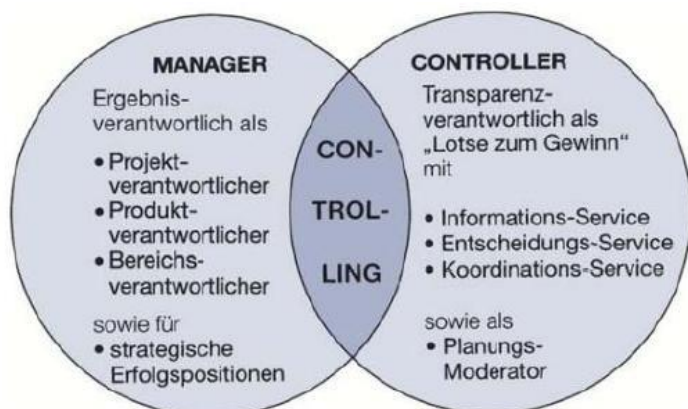 MANAGER
Ergebnis-
verantwortlich als
• Projekt-
verantwortlicher
• Produkt-
verantwortlicher
• Bereichs-
verantwortlicher
sowie für
• strategische
Erfolgspositionen
CON-
TROL-
LING
CONTROLLER
Transparenz-
verantwortlich als
„Lotse zum Gewinn“
mit
• Informations-Service
• Entscheidungs-Service
• Koordinations-Service
sowie als
• Planungs-
Moderator